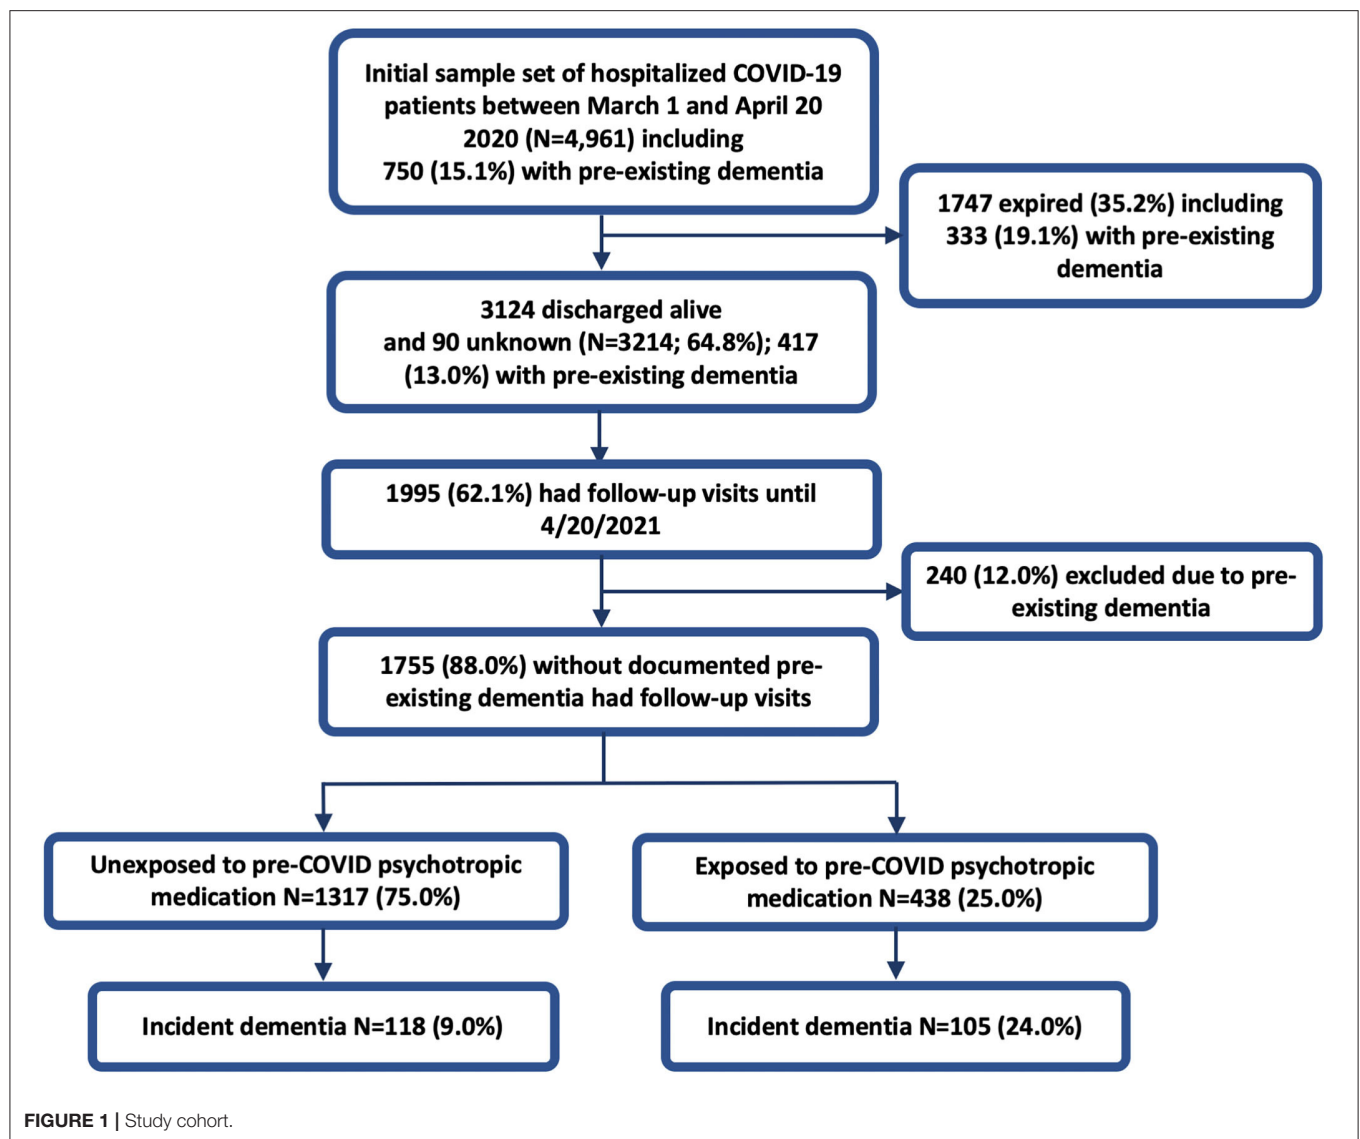 Initial sample set of hospitalized COVID-19
patients between March 1 and April 20
2020 (N=4,961) including
750 (15.1%) with pre-existing dementia
1747 expired (35.2%) including
333 (19.1%) with pre-existing
dementia
3124 discharged alive
and 90 unknown (N=3214; 64.8%); 417
(13.0%) with pre-existing dementia
1995 (62.1%) had follow-up visits until
4/20/2021
240 (12.0%) excluded due to pre-
existing dementia
1755 (88.0%) without documented pre-
existing dementia had follow-up visits
Unexposed to pre-COVID psychotropic
medication N=1317 (75.0%)
Exposed to pre-COVID psychotropic
medication N=438 (25.0%)
Incident dementia N=118 (9.0%)
Incident dementia N=105 (24.0%)
FIGURE 1 | Study cohort.